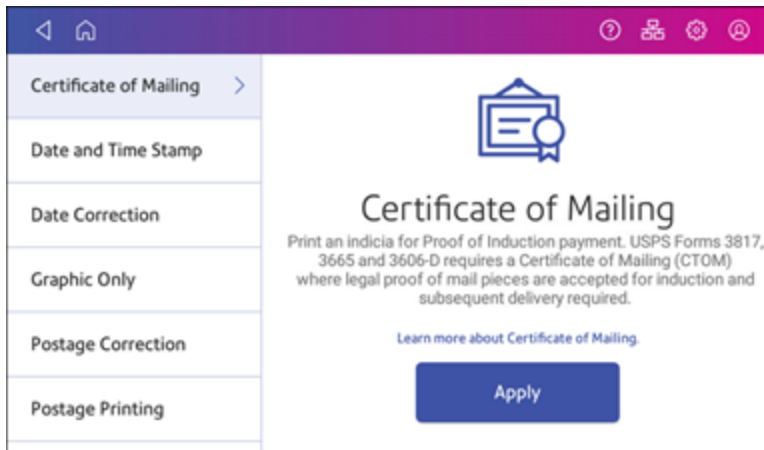 Certificate of Mailing
Date and Time Stamp
Date Correction
Graphic Only
Postage Correction
Postage Printing
Certificate of Mailing
Print an indicia for Proof of Induction payment. USPS Forms 3817,
3665 and 3606-D requires a Certificate of Mailing (CTOM)
where legal proof of mail pieces are accepted for induction and
subsequent delivery required.
Learn more about Certificate of Mailing.
Apply